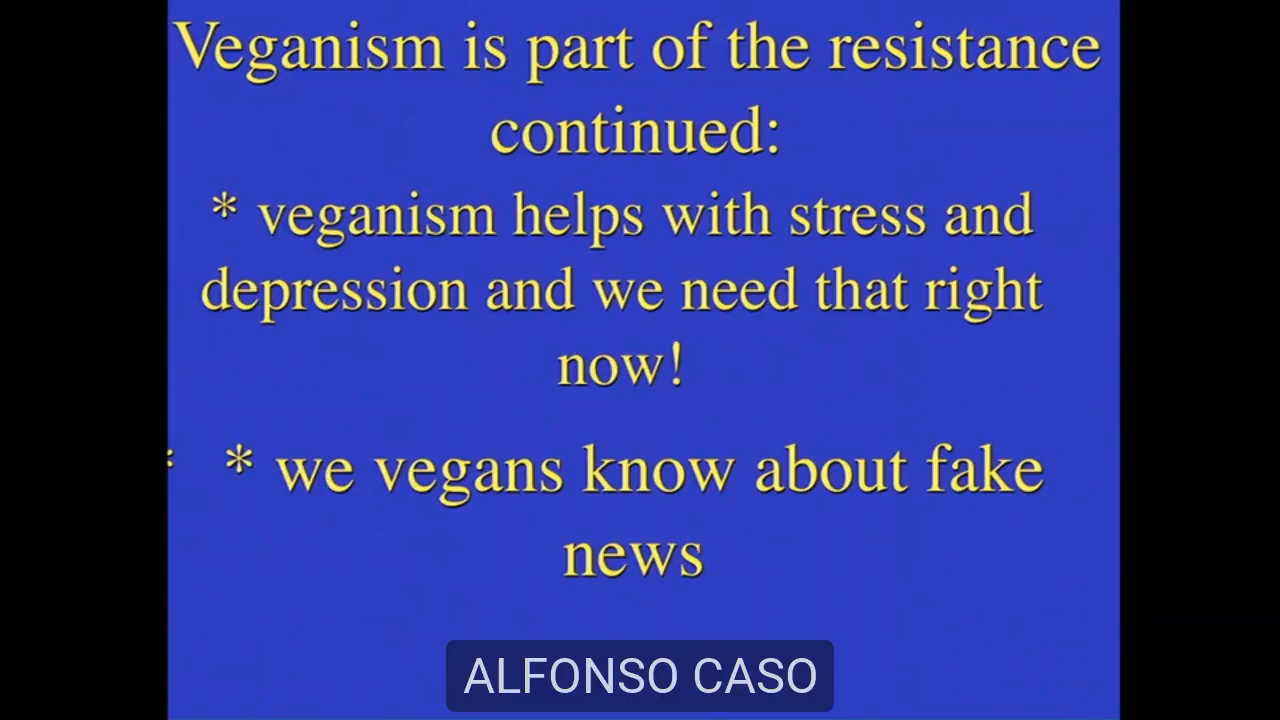 Veganism is part of the resistance
continued:
* veganism helps with stress and
depression and we need that right
now!
* * we vegans know about fake
news
ALFONSO CASO